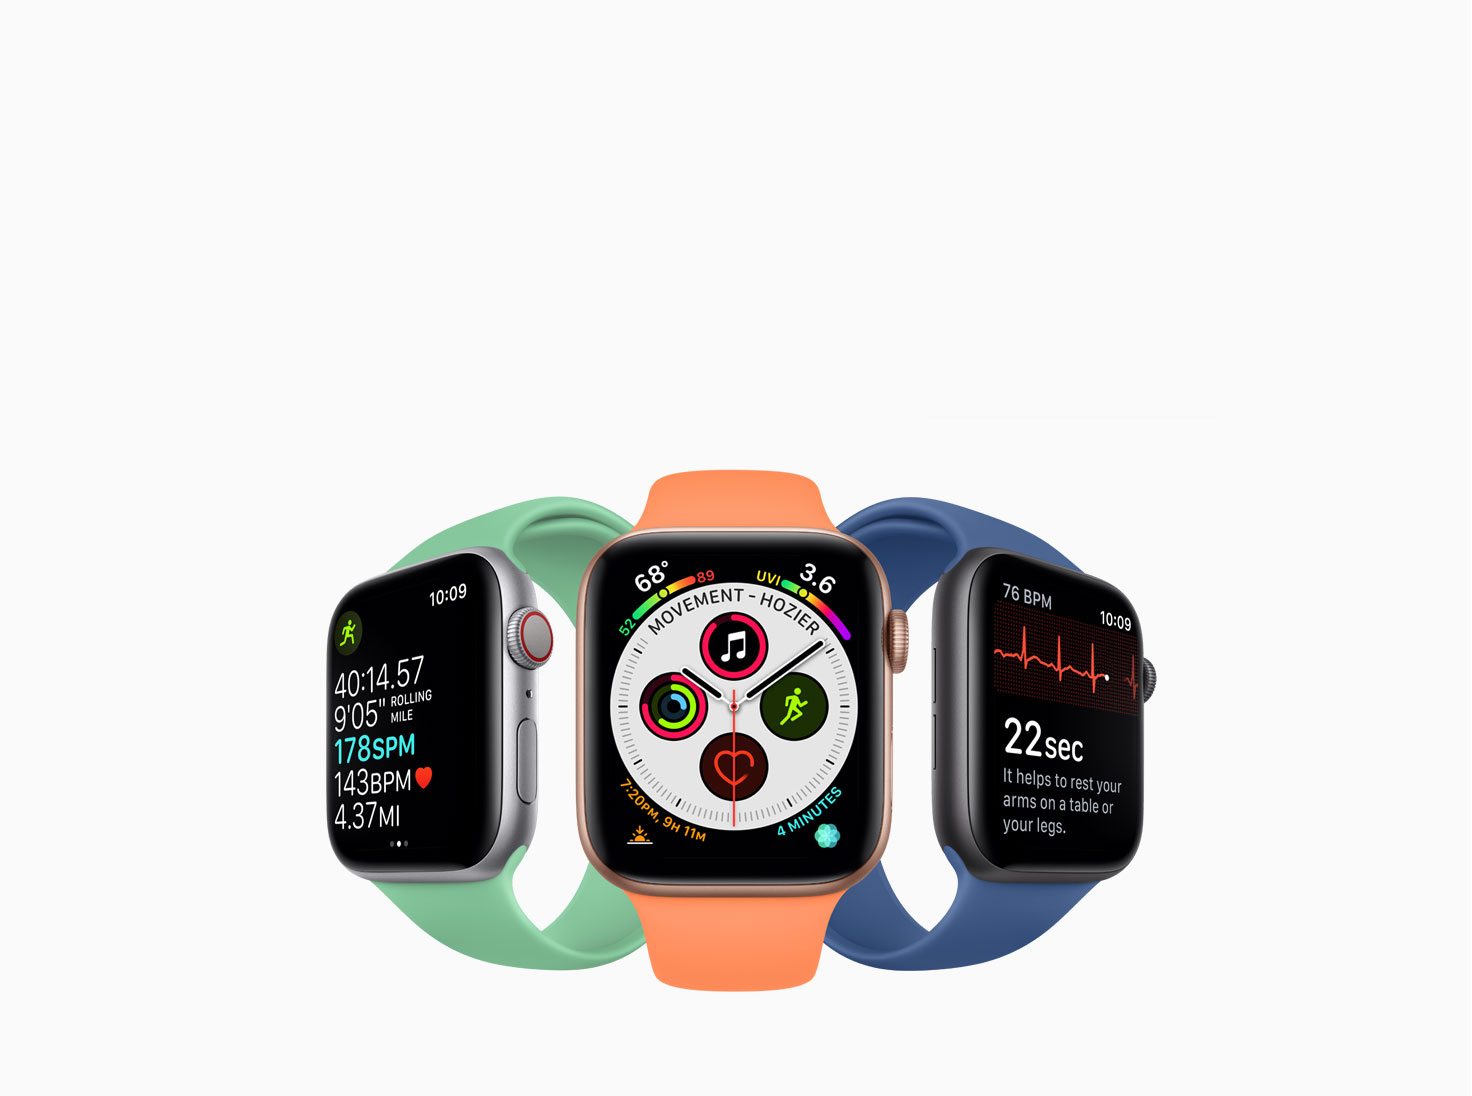 10:09
40:14.57
9'05" ROLLING MILE
178SPM
143BPM
4.37MI
68°
52
89
UVI
3.6
MOVEMENT - HOZIER
7:20PM, 9H 11M
4 MINUTES
76 BPM
10:09
22sec
It helps to rest your
arms on a table or
your legs.